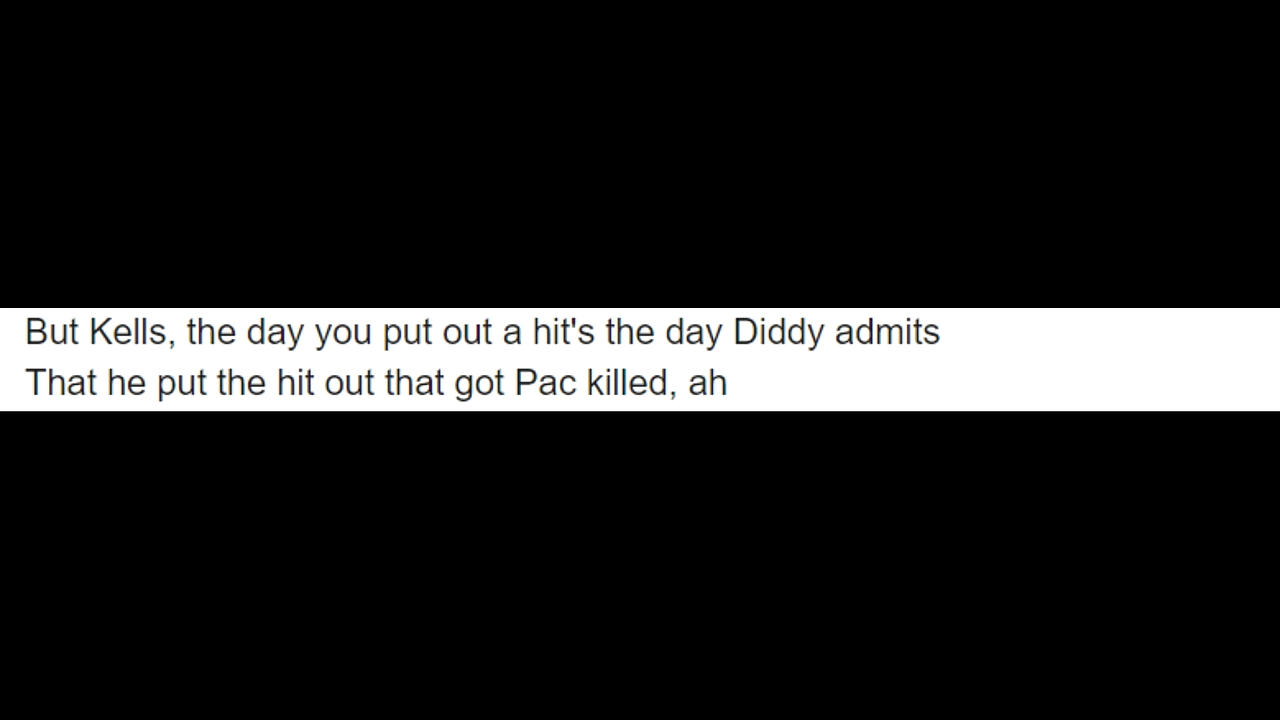 But Kells, the day you put out a hit's the day Diddy admits
That he put the hit out that got Pac killed, ah